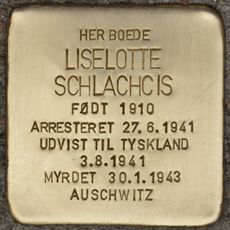 HER BOEDE
LISELOTTE
SCHLACHCIS
FØDT 1910
ARRESTERET 27.6.1941
UDVIST TIL TYSKLAND
3.8.1941
MYRDET 30.1.1943
AUSCHWITZ